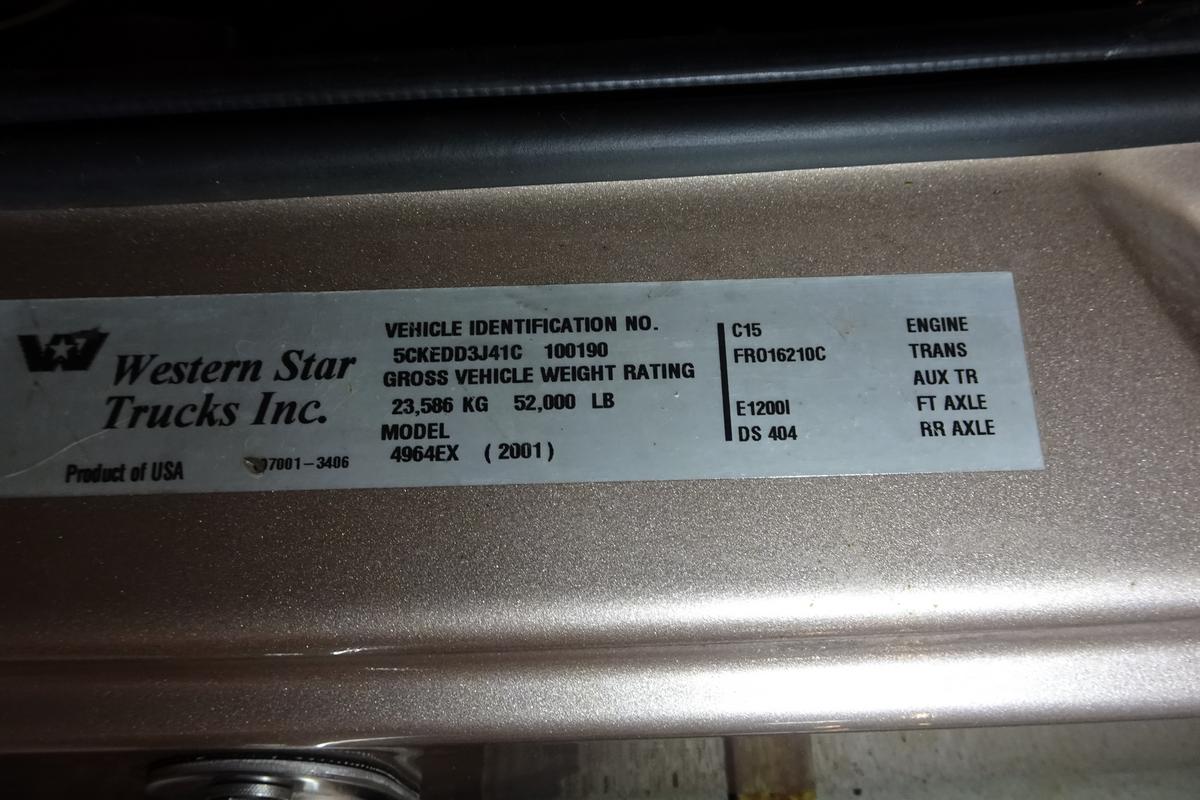 Western Star
Trucks Inc.
Product of USA
07001-3406
VEHICLE IDENTIFICATION NO.
5CKEDD3J41C 100190
GROSS VEHICLE WEIGHT RATING
23,586 KG 52,000 LB
MODEL
4964EX (2001)
C15 ENGINE
FRO16210C TRANS
AUX TR
E1200I FT AXLE
DS 404 RR AXLE